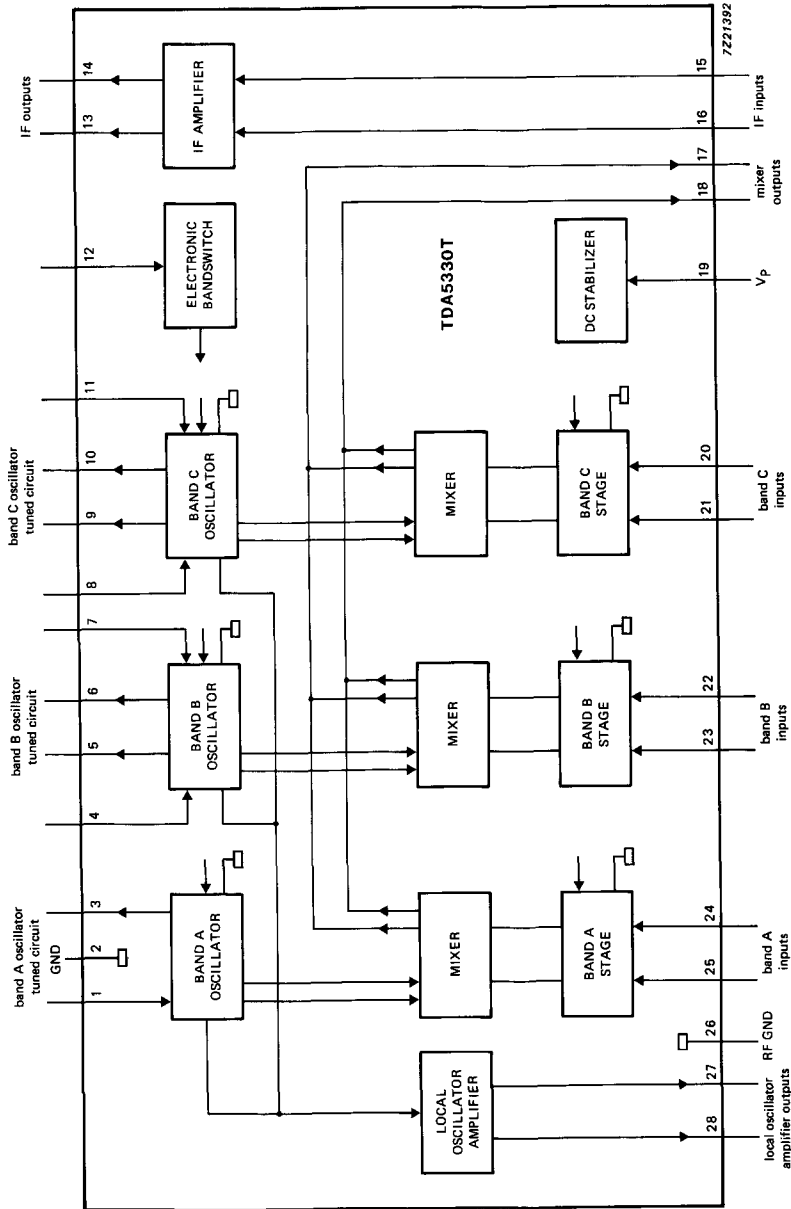 band A oscillator
tuned circuit
GND
band B oscillator
tuned circuit
band C oscillator
tuned circuit
IF outputs
1
2
3
4
5
6
7
8
9
10
11
12
13
14
BAND A
OSCILLATOR
BAND B
OSCILLATOR
BAND C
OSCILLATOR
ELECTRONIC
BANDSWITCH
IF AMPLIFIER
LOCAL
OSCILLATOR
AMPLIFIER
MIXER
MIXER
MIXER
TDA5330T
BAND A
STAGE
BAND B
STAGE
BAND C
STAGE
DC STABILIZER
28
27
26
25
24
23
22
21
20
19
18
17
16
15
7Z21392
local oscillator
amplifier outputs
RF GND
band A
inputs
band B
inputs
band C
inputs
VP
mixer
outputs
IF inputs